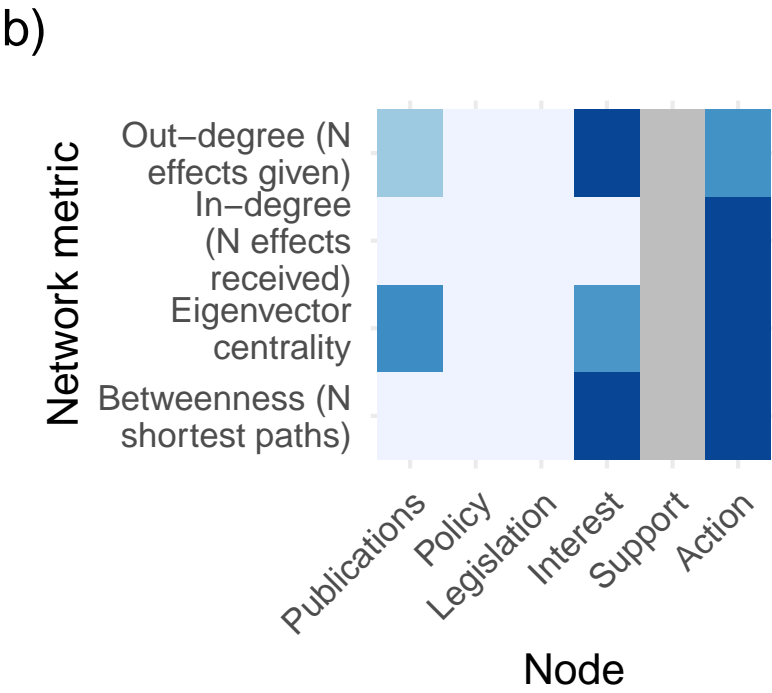 b)
Network metric
Out−degree (N
effects given)
In−degree
(N effects
received)
Eigenvector
centrality
Betweenness (N
shortest paths)
Publications
Policy
Legislation
Interest
Support
Action
Node